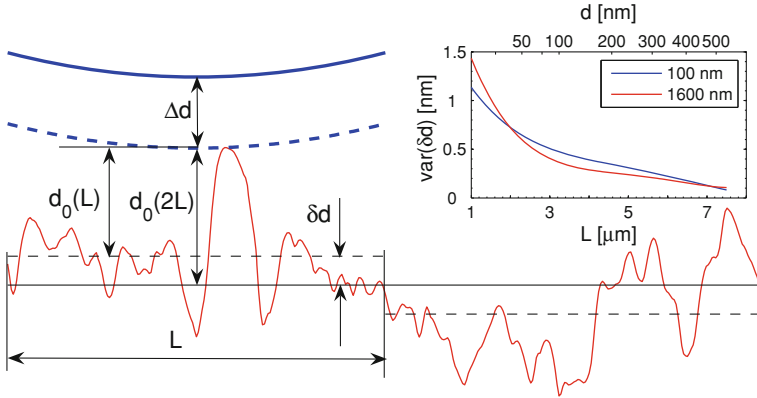 d [nm]
50 100 200 300 400 500
1.5
1
0.5
0
var(δd) [nm]
100 nm
1600 nm
1 3 5 7
L [μm]
Δd
d₀(L)
d₀(2L)
δd
L